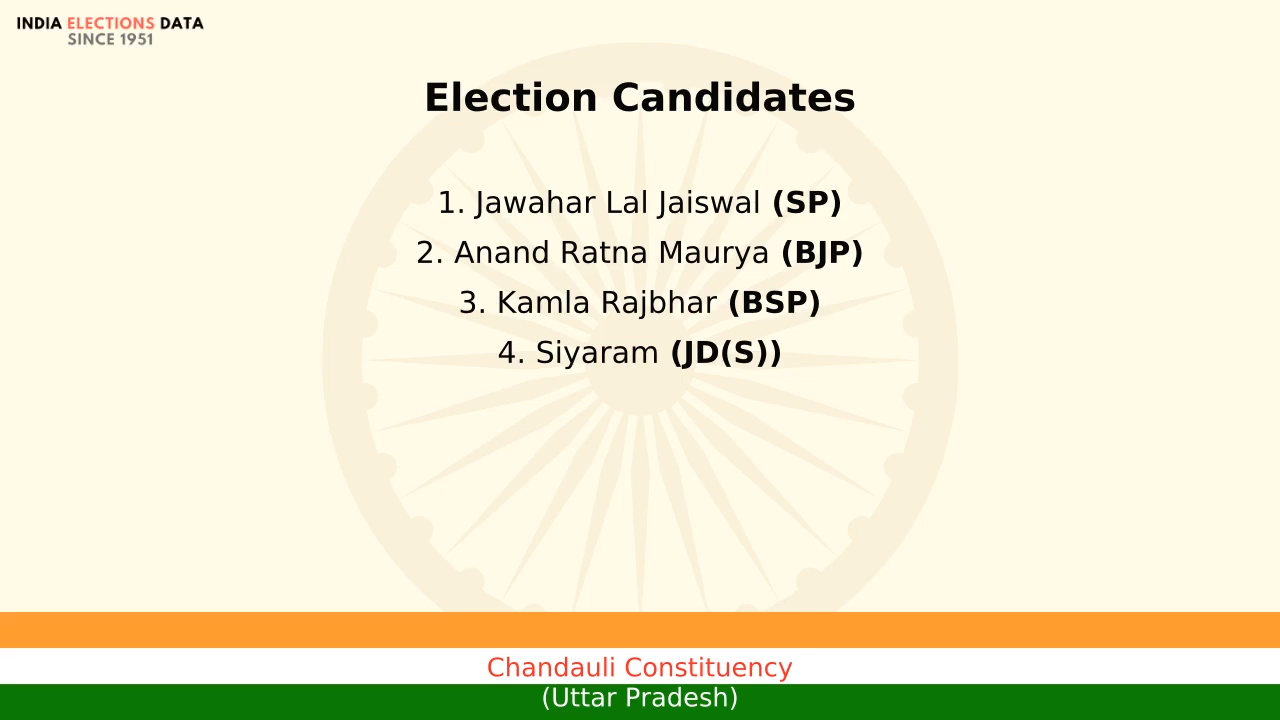 INDIA ELECTIONS DATA
SINCE 1951
Election Candidates
1. Jawahar Lal Jaiswal (SP)
2. Anand Ratna Maurya (BJP)
3. Kamla Rajbhar (BSP)
4. Siyaram (JD(S))
Chandauli Constituency
(Uttar Pradesh)